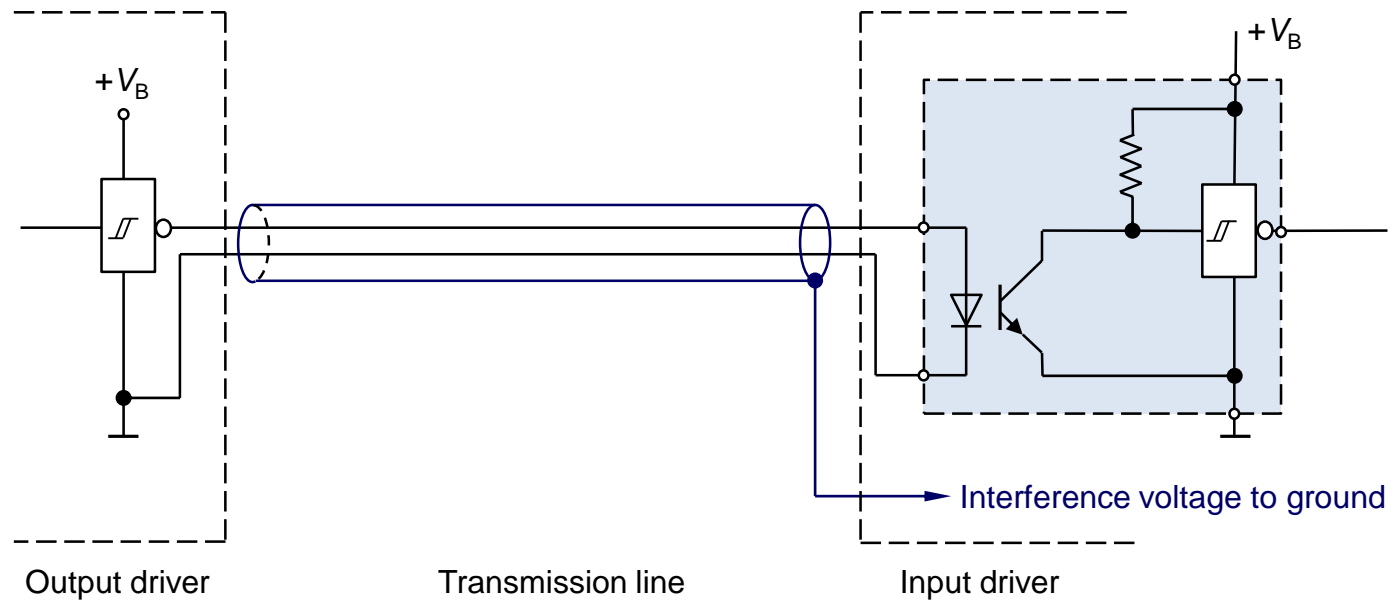 +VB
+VB
Interference voltage to ground
Output driver
Transmission line
Input driver